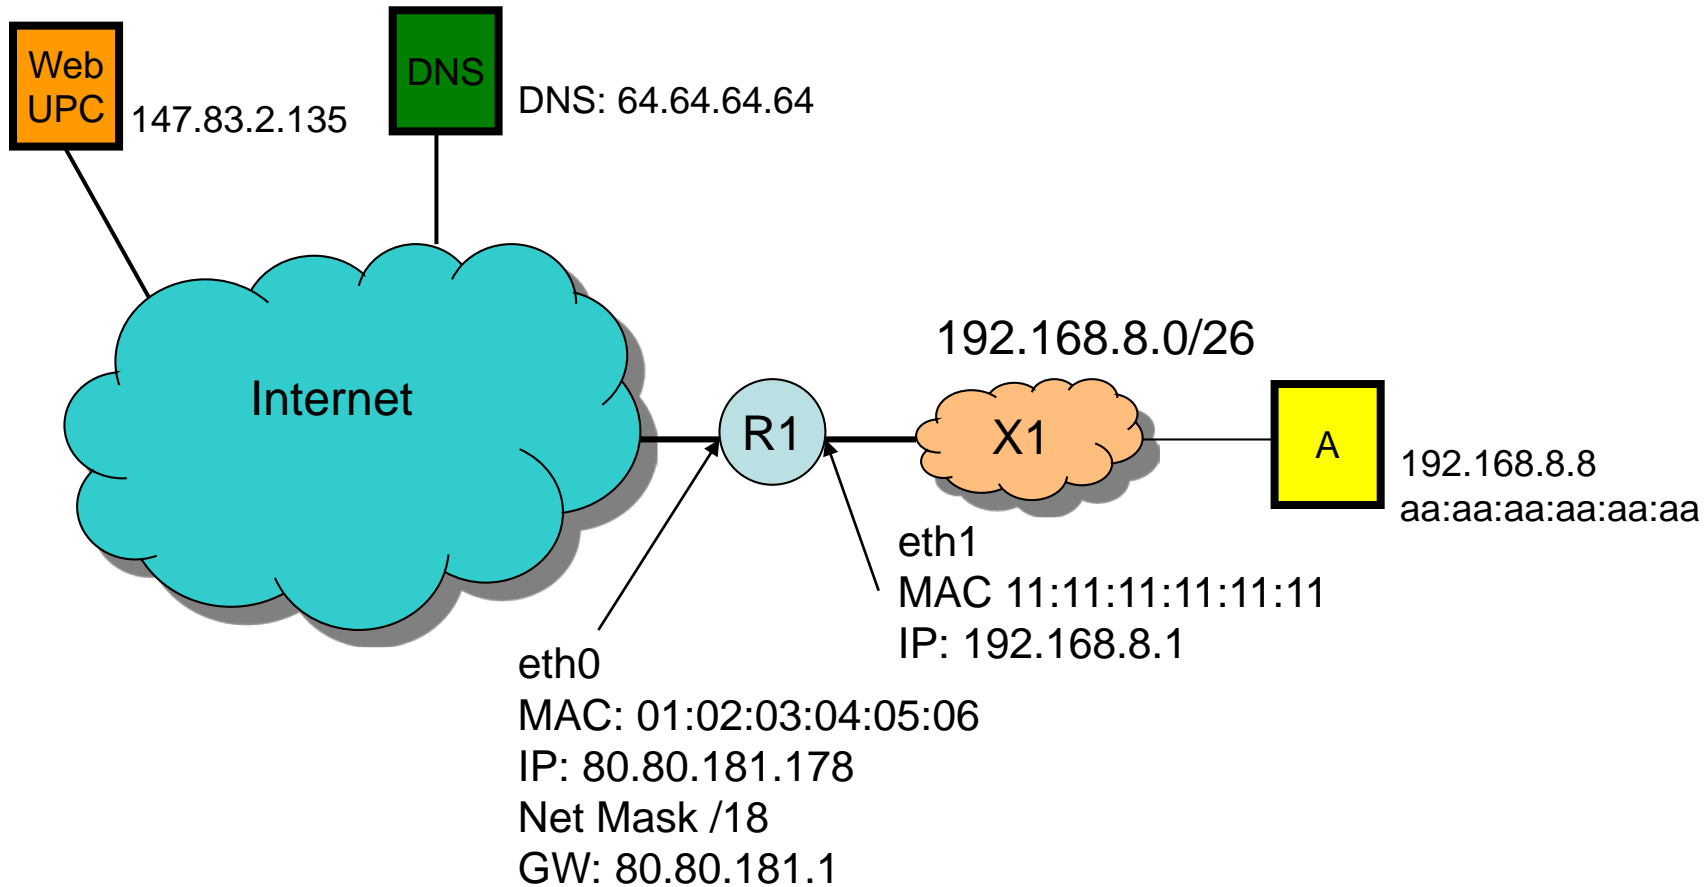 Web
UPC
147.83.2.135
DNS
DNS: 64.64.64.64
Internet
192.168.8.0/26
R1
X1
A
192.168.8.8
aa:aa:aa:aa:aa:aa
eth1
MAC 11:11:11:11:11:11
IP: 192.168.8.1
eth0
MAC: 01:02:03:04:05:06
IP: 80.80.181.178
Net Mask /18
GW: 80.80.181.1